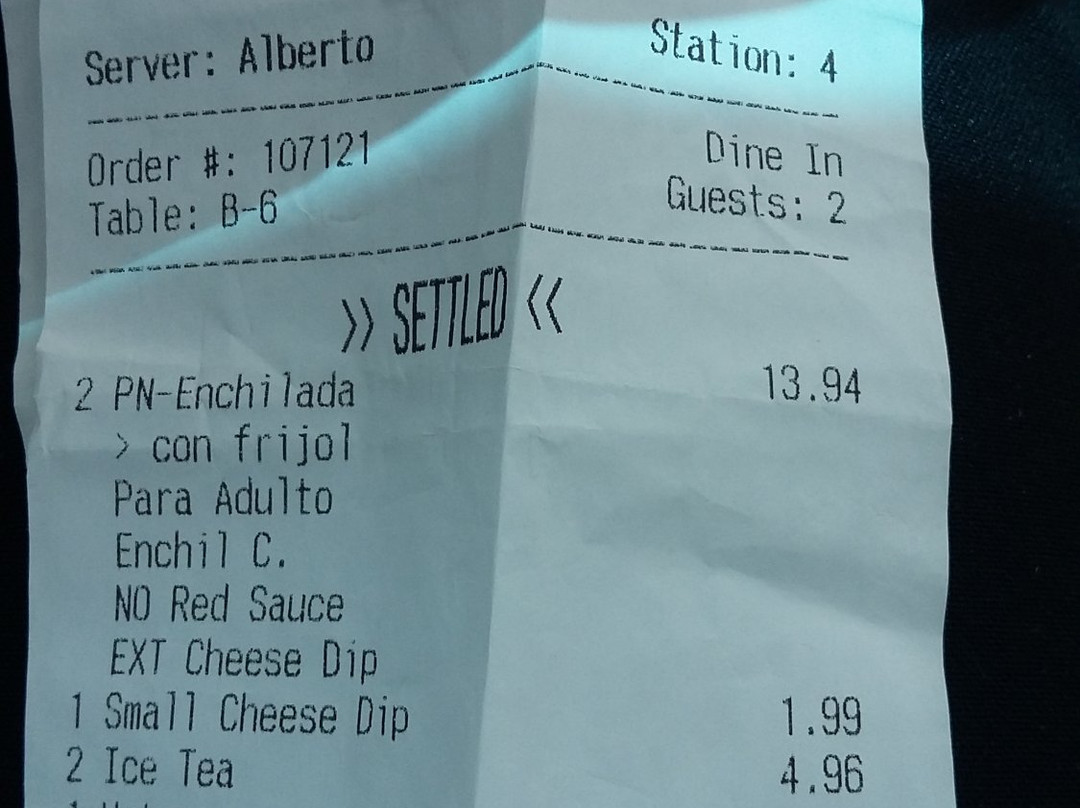 Server: Alberto Station: 4
Order #: 107121 Dine In
Table: B-6 Guests: 2
>> SETTLED <<
2 PN-Enchilada 13.94
> con frijol
Para Adulto
Enchil C.
NO Red Sauce
EXT Cheese Dip
1 Small Cheese Dip 1.99
2 Ice Tea 4.96